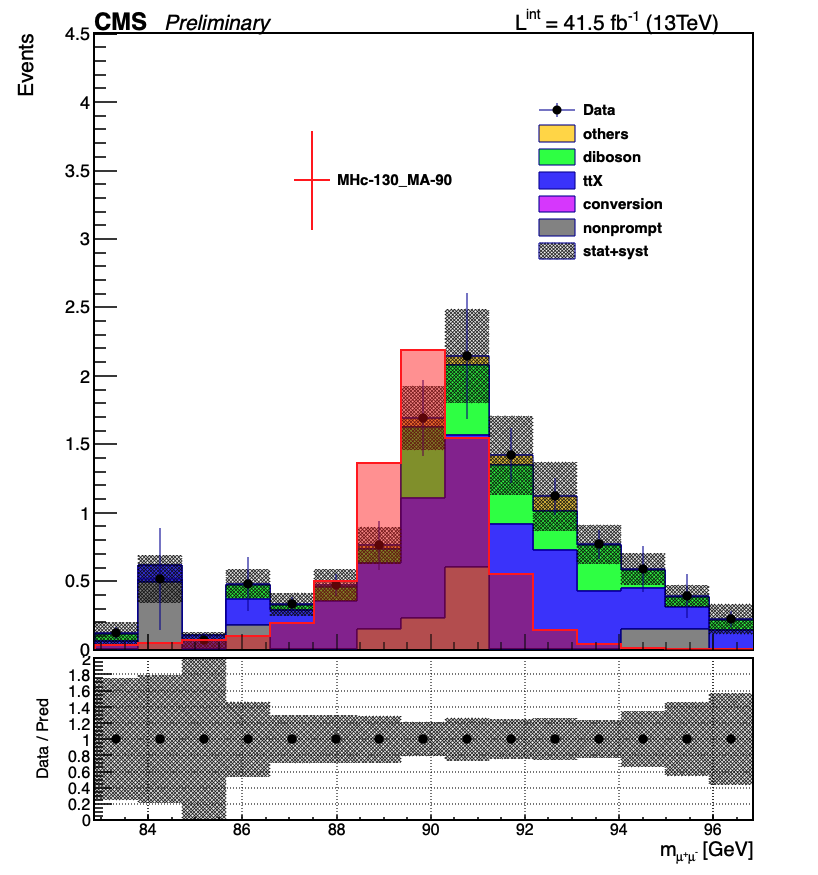 CMS Preliminary L^int = 41.5 fb^-1 (13TeV)
Events
4.5
4
3.5
3
2.5
2
1.5
1
0.5
0
MHc-130_MA-90
Data
others
diboson
ttX
conversion
nonprompt
stat+syst
Data / Pred
2
1.8
1.6
1.4
1.2
1
0.8
0.6
0.4
0.2
0
84 86 88 90 92 94 96
m_μ⁺μ⁻ [GeV]